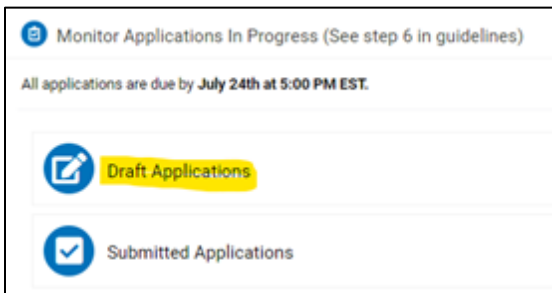 Monitor Applications In Progress (See step 6 in guidelines)
All applications are due by July 24th at 5:00 PM EST.
Draft Applications
Submitted Applications